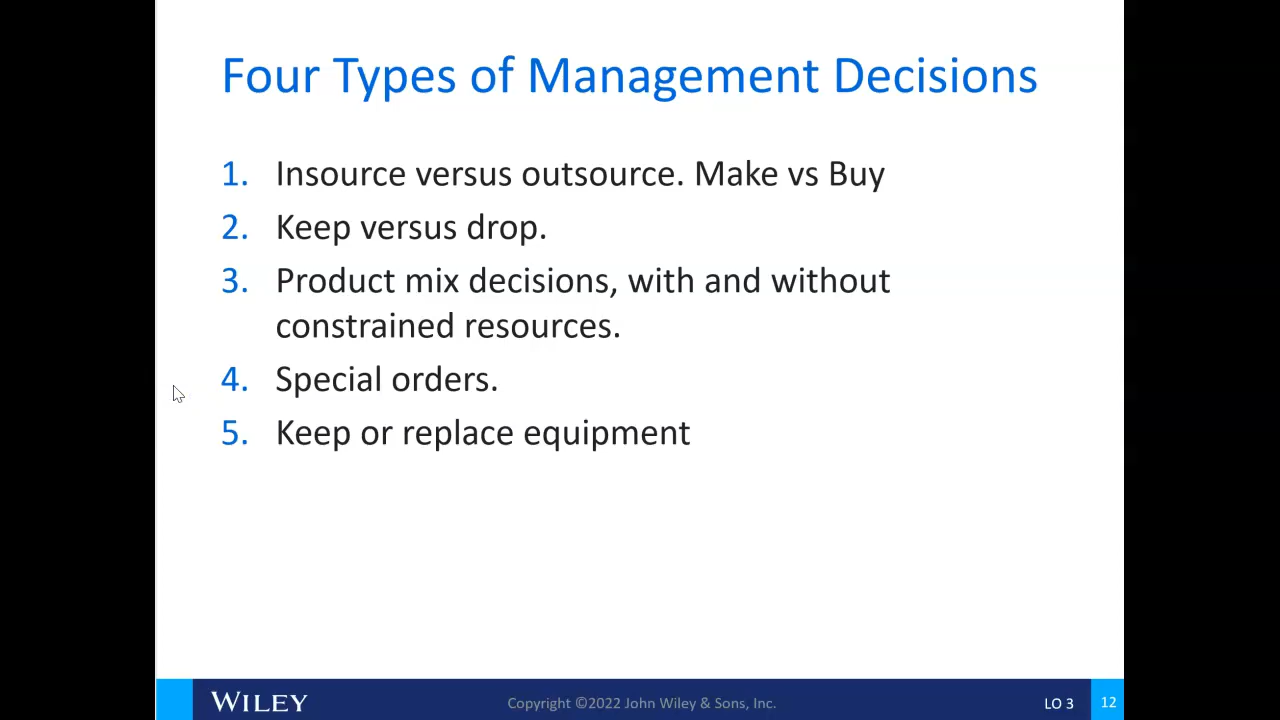 Four Types of Management Decisions
1. Insource versus outsource. Make vs Buy
2. Keep versus drop.
3. Product mix decisions, with and without
constrained resources.
4. Special orders.
5. Keep or replace equipment
WILEY
Copyright ©2022 John Wiley & Sons, Inc.
LO 3
12